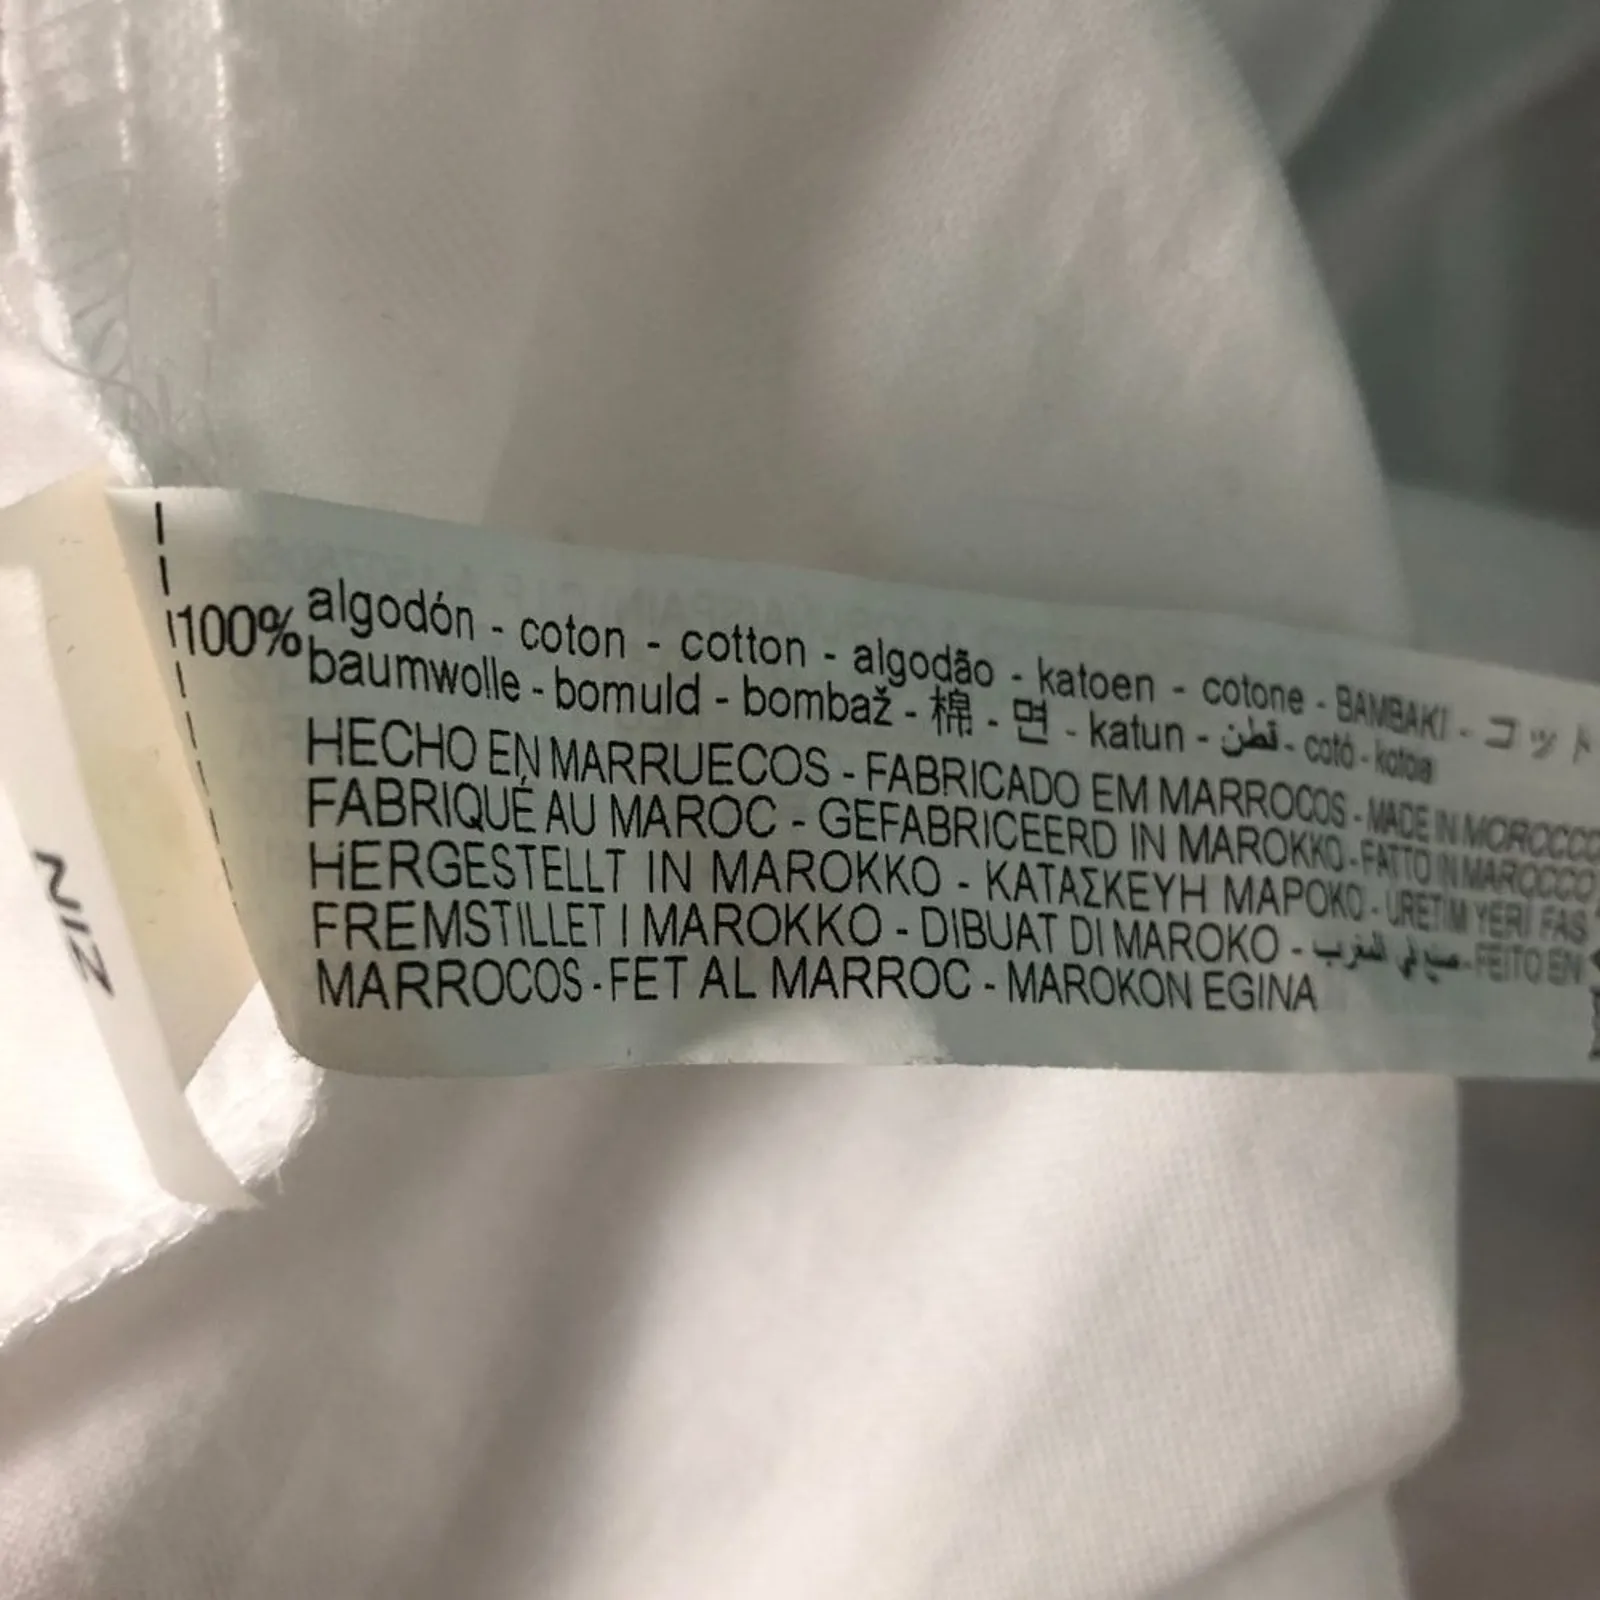 100% algodón - coton - cotton - algodão - katoen - cotone - BAMBAKI - コット
baumwolle - bomuld - bombaž - 棉 - 면 - katun - قطن - cotó - kotoia
HECHO EN MARRUECOS - FABRICADO EM MARROCOS - MADE IN MOROCCO
FABRIQUÉ AU MAROC - GEFABRICEERD IN MAROKKO - FATTO IN MAROCCO
HERGESTELLT IN MAROKKO - ΚΑΤΑΣΚΕΥΗ ΜΑΡΟΚΟ - URETIM YERI FAS
FREMSTILLET I MAROKKO - DIBUAT DI MAROKO - صنع في المغرب - FEITO EN
MARROCOS - FET AL MARROC - MAROKON EGINA